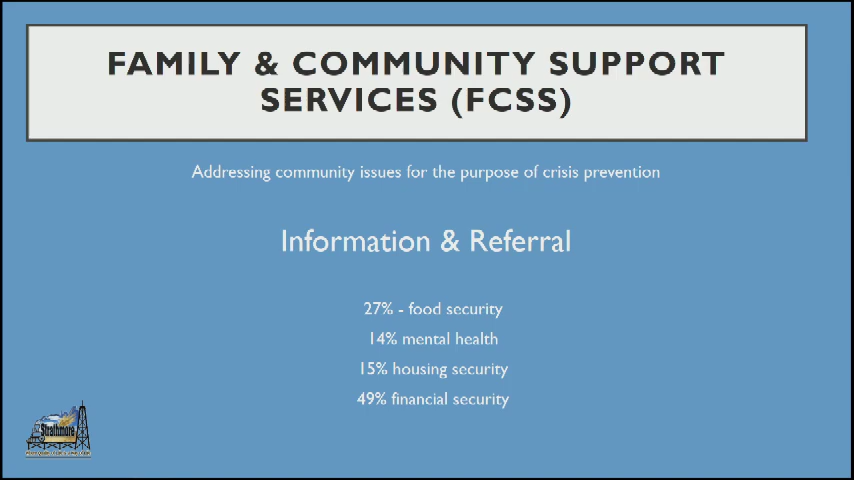 FAMILY & COMMUNITY SUPPORT
SERVICES (FCSS)
Addressing community issues for the purpose of crisis prevention
Information & Referral
27% - food security
14% mental health
15% housing security
49% financial security
Strathmore